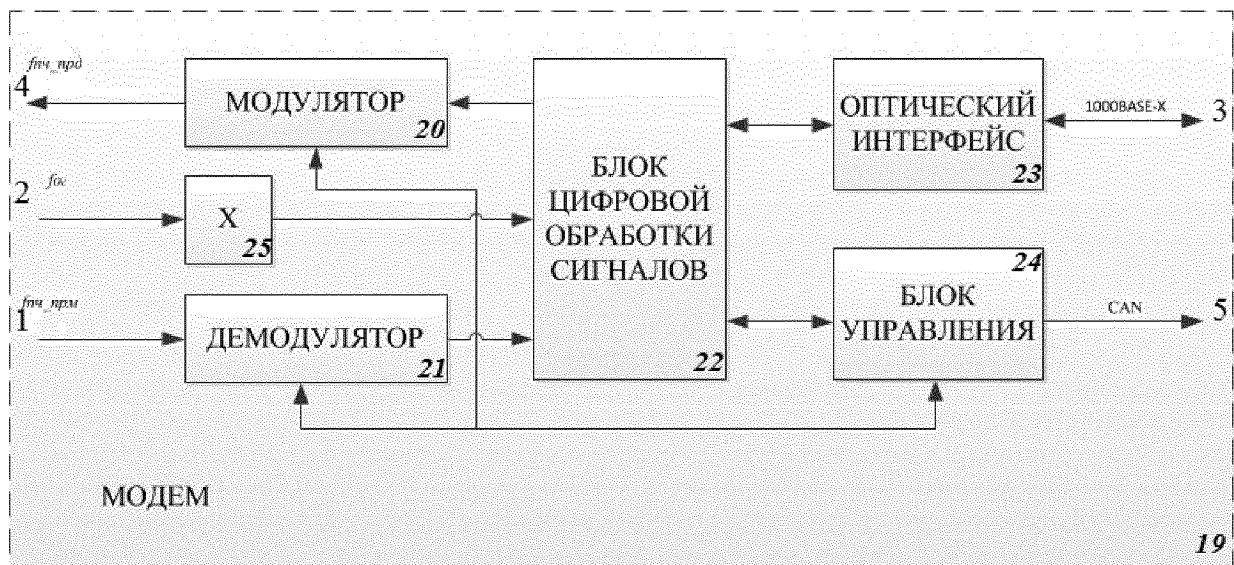 fпч_прд
4
МОДУЛЯТОР
20
2
fог
X
25
fпч_прм
1
ДЕМОДУЛЯТОР
21
БЛОК
ЦИФРОВОЙ
ОБРАБОТКИ
СИГНАЛОВ
22
ОПТИЧЕСКИЙ
ИНТЕРФЕЙС
23
1000BASE-X
3
24
БЛОК
УПРАВЛЕНИЯ
CAN
5
МОДЕМ
19